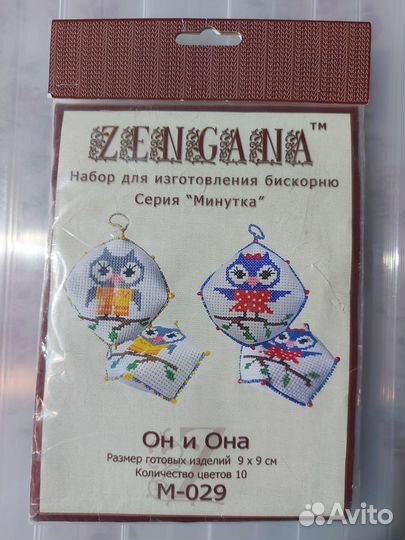 ZENGANA™
Набор для изготовления бискорню
Серия "Минутка"
Он и Она
Размер готовых изделий 9 х 9 см
Количество цветов 10
М-029
Avito